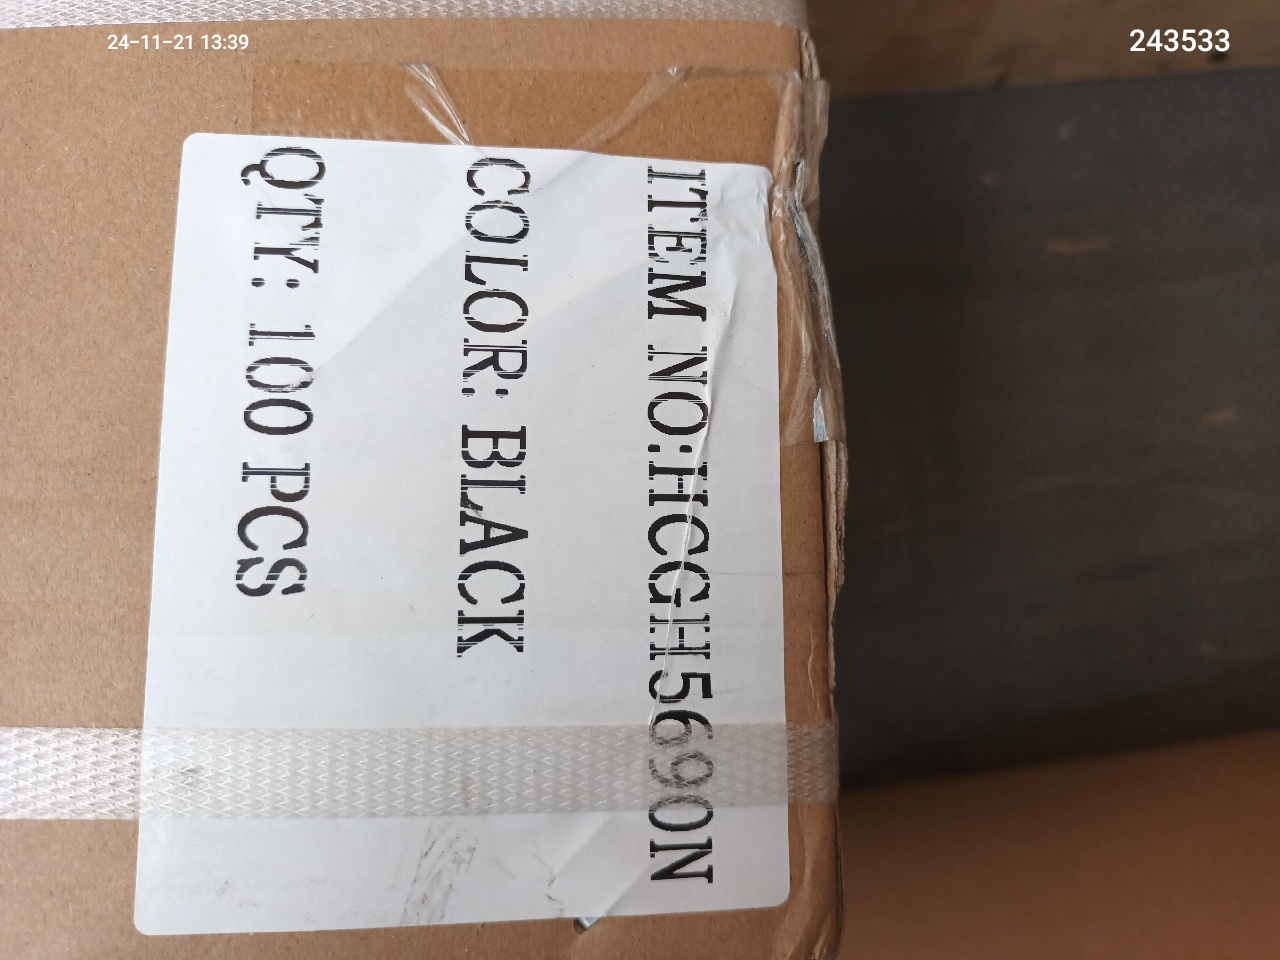 24-11-21 13:39
243533
ITEM NO:HCGH5690N
COLOR: BLACK
QTY: 100 PCS